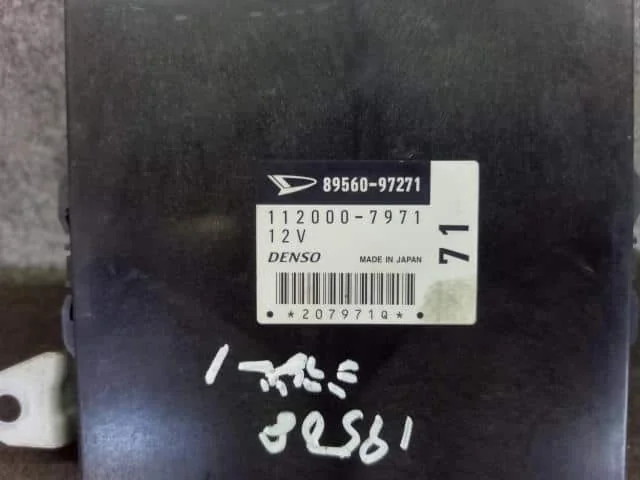 89560-97271
112000-7971
12V
DENSO MADE IN JAPAN
71
*207971Q*